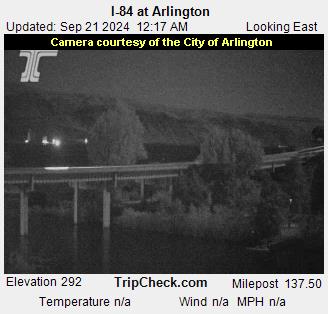 I-84 at Arlington
Updated: Sep 21 2024 12:17 AM Looking East
Camera courtesy of the City of Arlington
Elevation 292 TripCheck.com Milepost 137.50
Temperature n/a Wind n/a MPH n/a